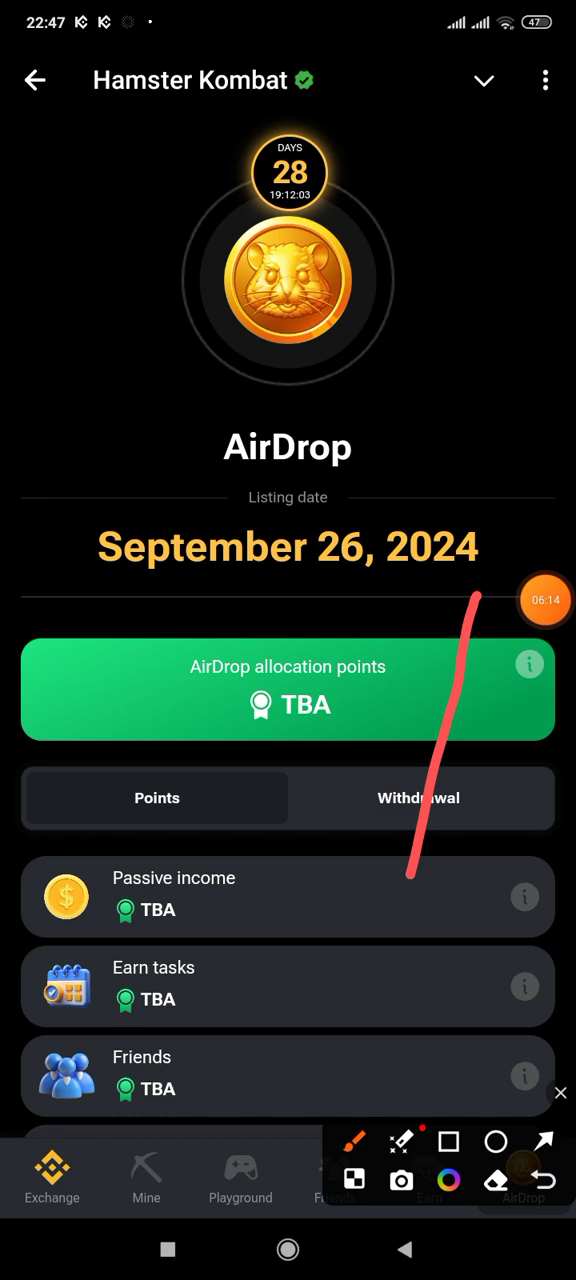 22:47
47
Hamster Kombat
DAYS
28
19:12:03
AirDrop
Listing date
September 26, 2024
06:14
AirDrop allocation points
TBA
Points
Withdrawal
Passive income
TBA
Earn tasks
TBA
Friends
TBA
Exchange
Mine
Playground
Friends
Earn
AirDrop